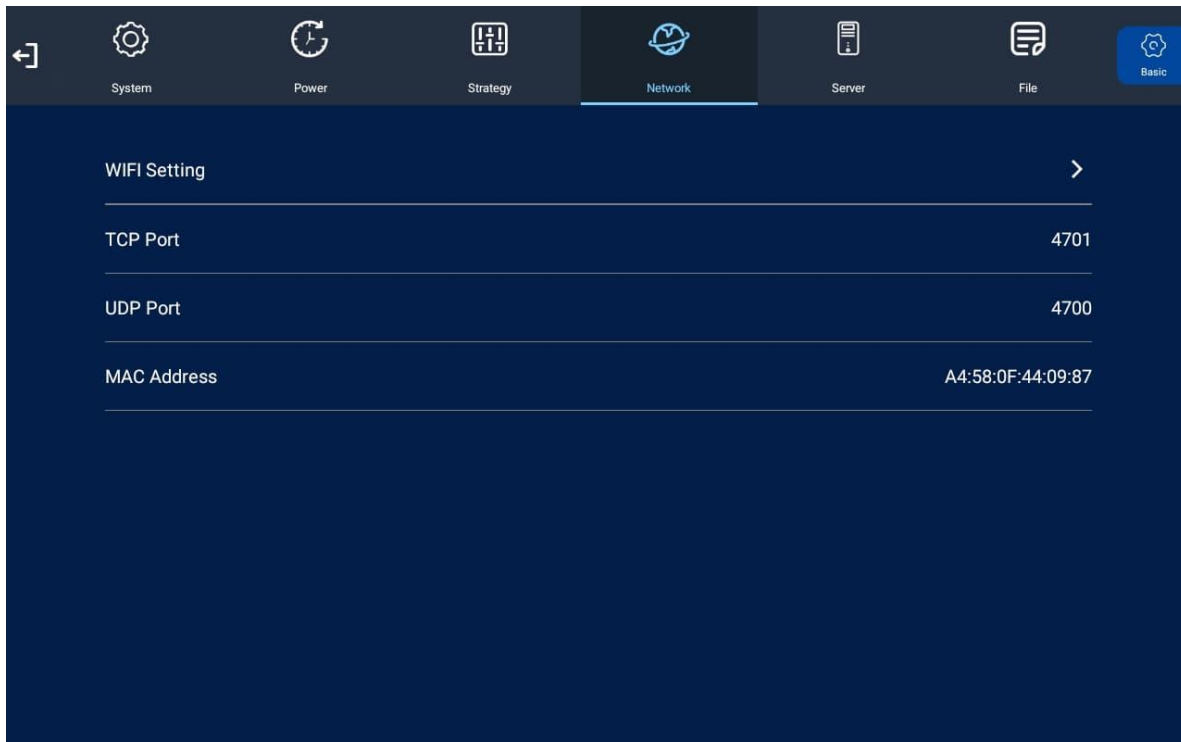 System Power Strategy Network Server File Basic
WIFI Setting
TCP Port 4701
UDP Port 4700
MAC Address A4:58:0F:44:09:87